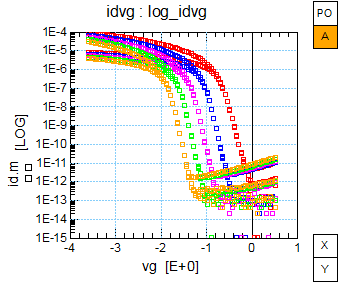 idvg : log_idvg
PO
A
1E-4
1E-5
1E-6
1E-7
1E-8
1E-9
1E-10
1E-11
1E-12
1E-13
1E-14
1E-15
id.m [LOG]
-4 -3 -2 -1 0 1
vg [E+0]
X
Y